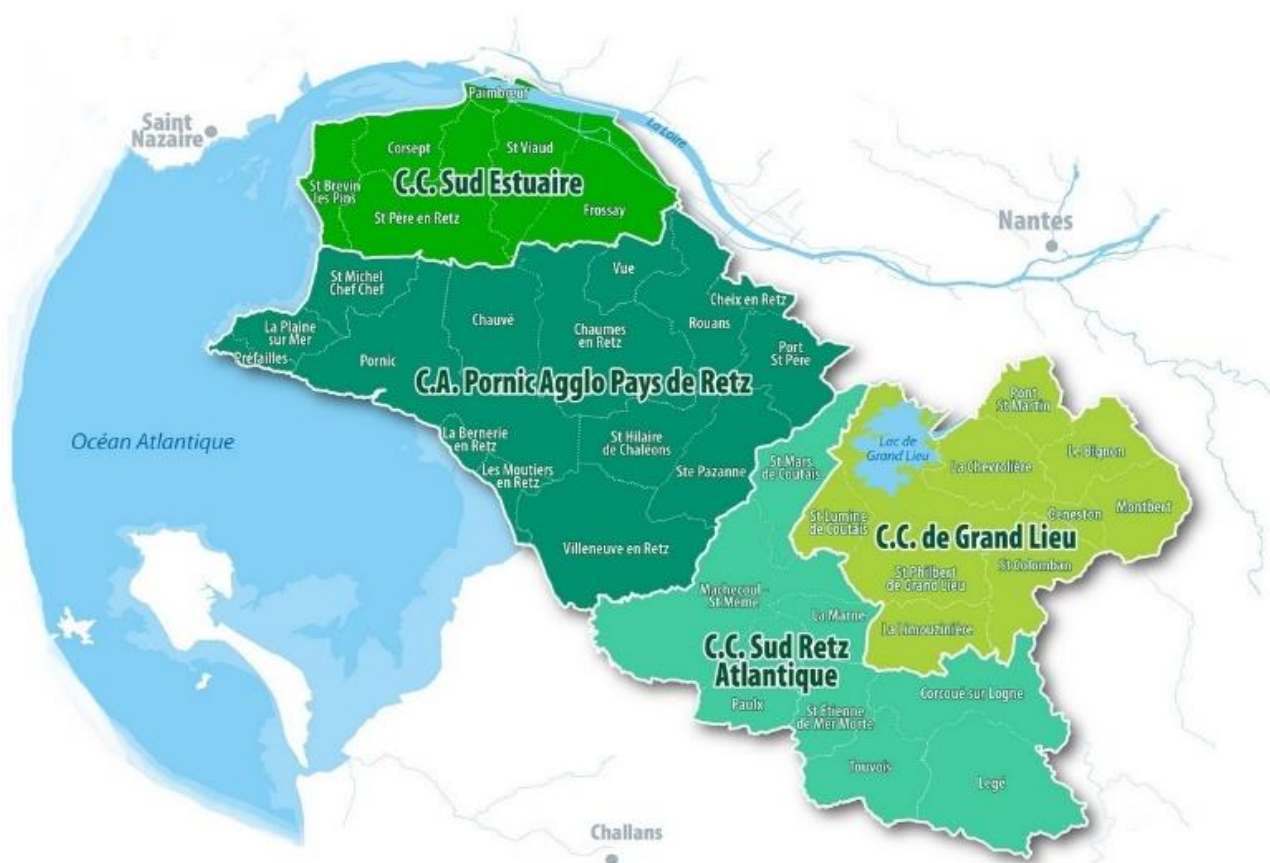 Saint
Nazaire
Paimbœuf
La Loire
Corsept
St Viaud
C.C. Sud Estuaire
St Brevin
les Pins
St Père en Retz
Frossay
Nantes
St Michel
Chef Chef
Vue
Cheix en Retz
La Plaine
sur Mer
Chauvé
Chaumes
en Retz
Rouans
Préfailles
Pornic
Port
St Père
C.A. Pornic Agglo Pays de Retz
Pont
St Martin
Océan Atlantique
La Bernerie
en Retz
St Hilaire
de Chaléons
Lac de
Grand Lieu
Le Bignon
Les Moutiers
en Retz
Ste Pazanne
St Mars
de Coutais
La Chevrolière
Montbert
Geneston
St Lumine
de Coutais
C.C. de Grand Lieu
Villeneuve en Retz
St Colomban
St Philbert
de Grand Lieu
Machecoul -
St Même
La Marne
La Limouzinière
C.C. Sud Retz
Atlantique
Corcoué sur Logne
Paulx
St Étienne
de Mer Morte
Touvois
Legé
Challans